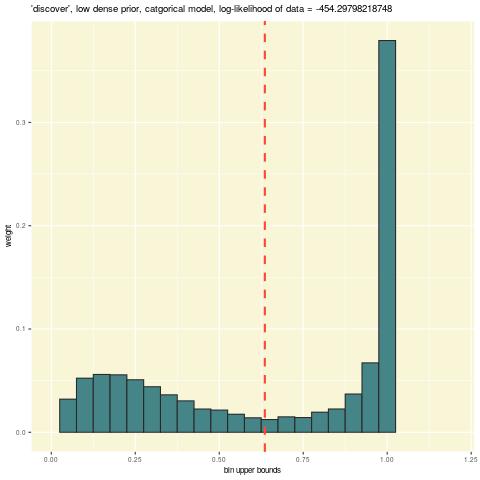 'discover', low dense prior, catgorical model, log-likelihood of data = -454.29798218748
weight
0.3
0.2
0.1
0.0
0.00 0.25 0.50 0.75 1.00 1.25
bin upper bounds